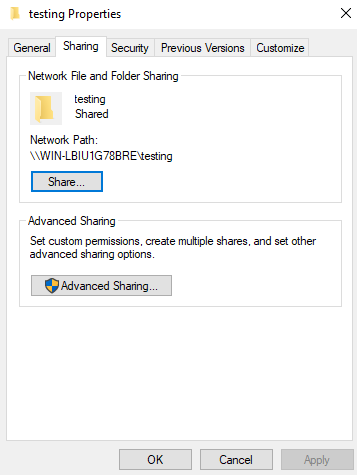 testing Properties
General Sharing Security Previous Versions Customize
Network File and Folder Sharing
testing
Shared
Network Path:
\\WIN-LBIU1G78BRE\testing
Share...
Advanced Sharing
Set custom permissions, create multiple shares, and set other
advanced sharing options.
Advanced Sharing...
OK Cancel Apply